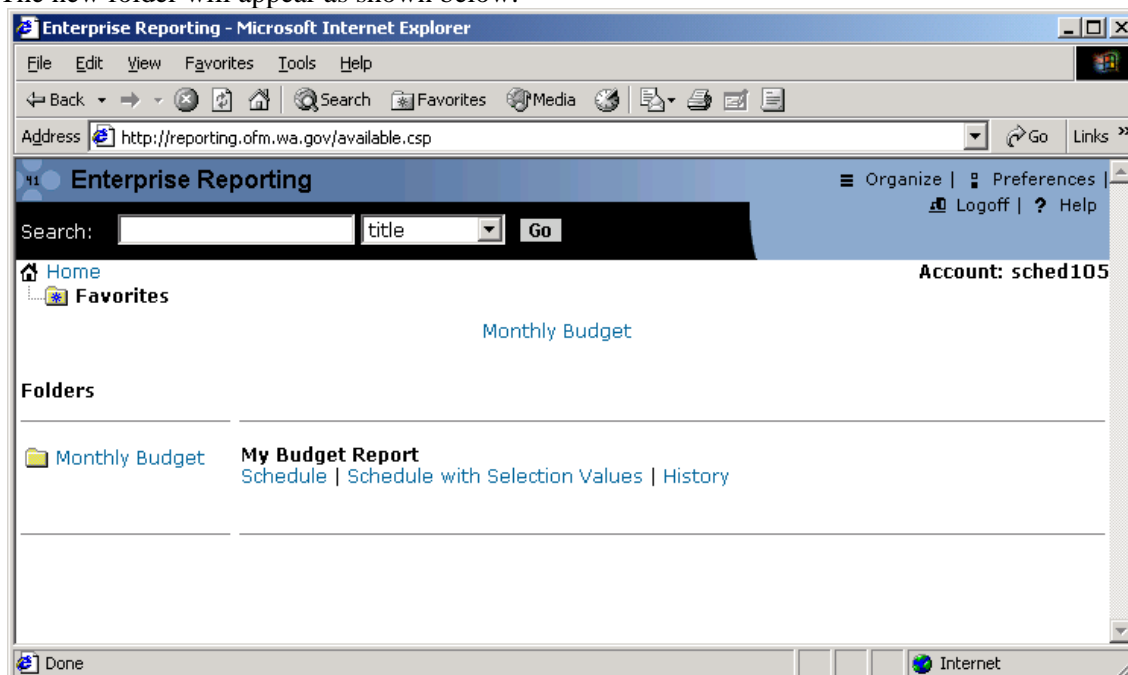 The new folder will appear as shown below:
Enterprise Reporting - Microsoft Internet Explorer
File Edit View Favorites Tools Help
Back Search Favorites Media
Address http://reporting.ofm.wa.gov/available.csp Go Links »
Enterprise Reporting Organize | Preferences |
Logoff | ? Help
Search: title Go
Home Account: sched105
Favorites
Monthly Budget
Folders
Monthly Budget My Budget Report
Schedule | Schedule with Selection Values | History
Done Internet